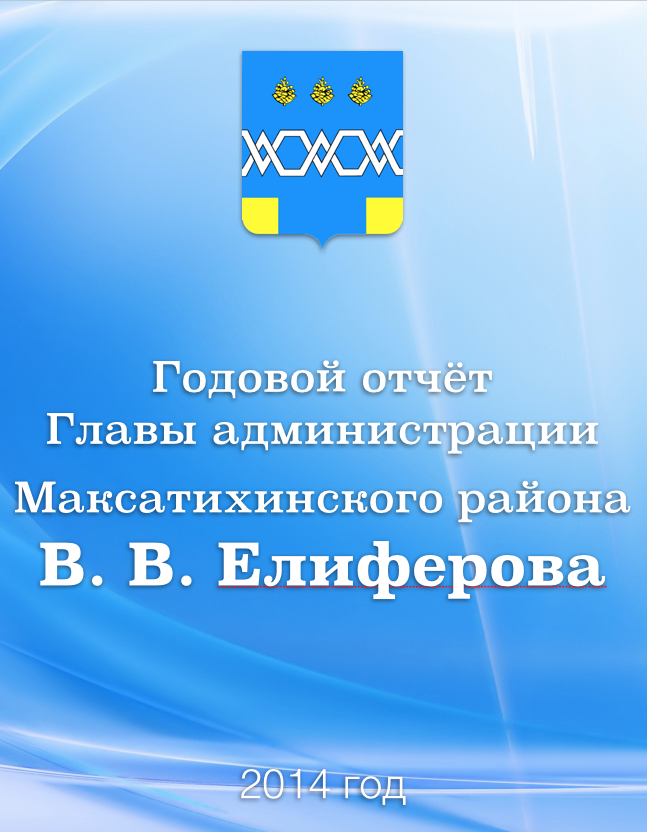 Годовой отчёт
Главы администрации
Максатихинского района
В. В. Елиферова
2014 год